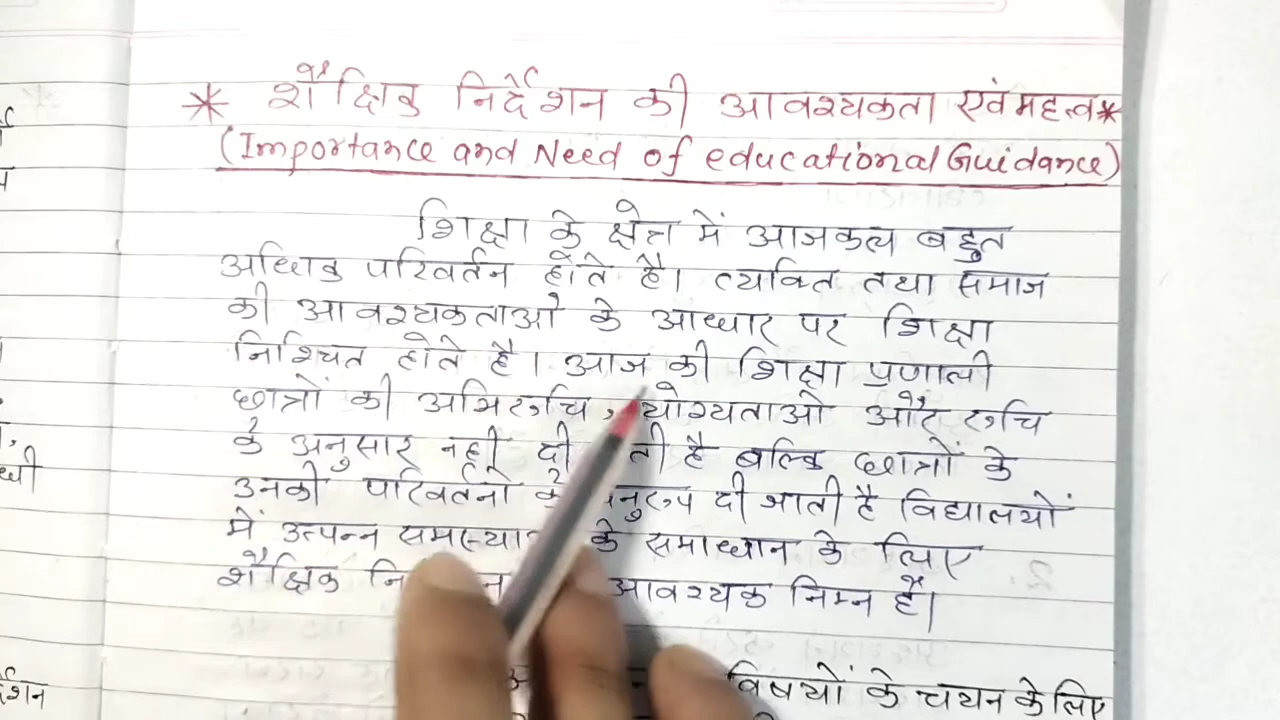 * शैक्षिक निर्देशन की आवश्यकता एवं महत्व *
(Importance and Need of educational Guidance)
शिक्षा के क्षेत्र में आजकल बहुत
अधिक परिवर्तन होते है। व्यक्ति तथा समाज
की आवश्यकताओ के आधार पर शिक्षा
निश्चित होते है। आज की शिक्षा प्रणाली
छात्रों की अभिरूचि, योग्यताओ और रूचि
के अनुसार नही दी है बल्कि छात्रों के
उनकी परिवर्तनो के दी जाती है विद्यालयों
में उत्पन्न के समाधान के लिए
शैक्षिक आवश्यक निम्न है।
विषयों के चयन के लिए